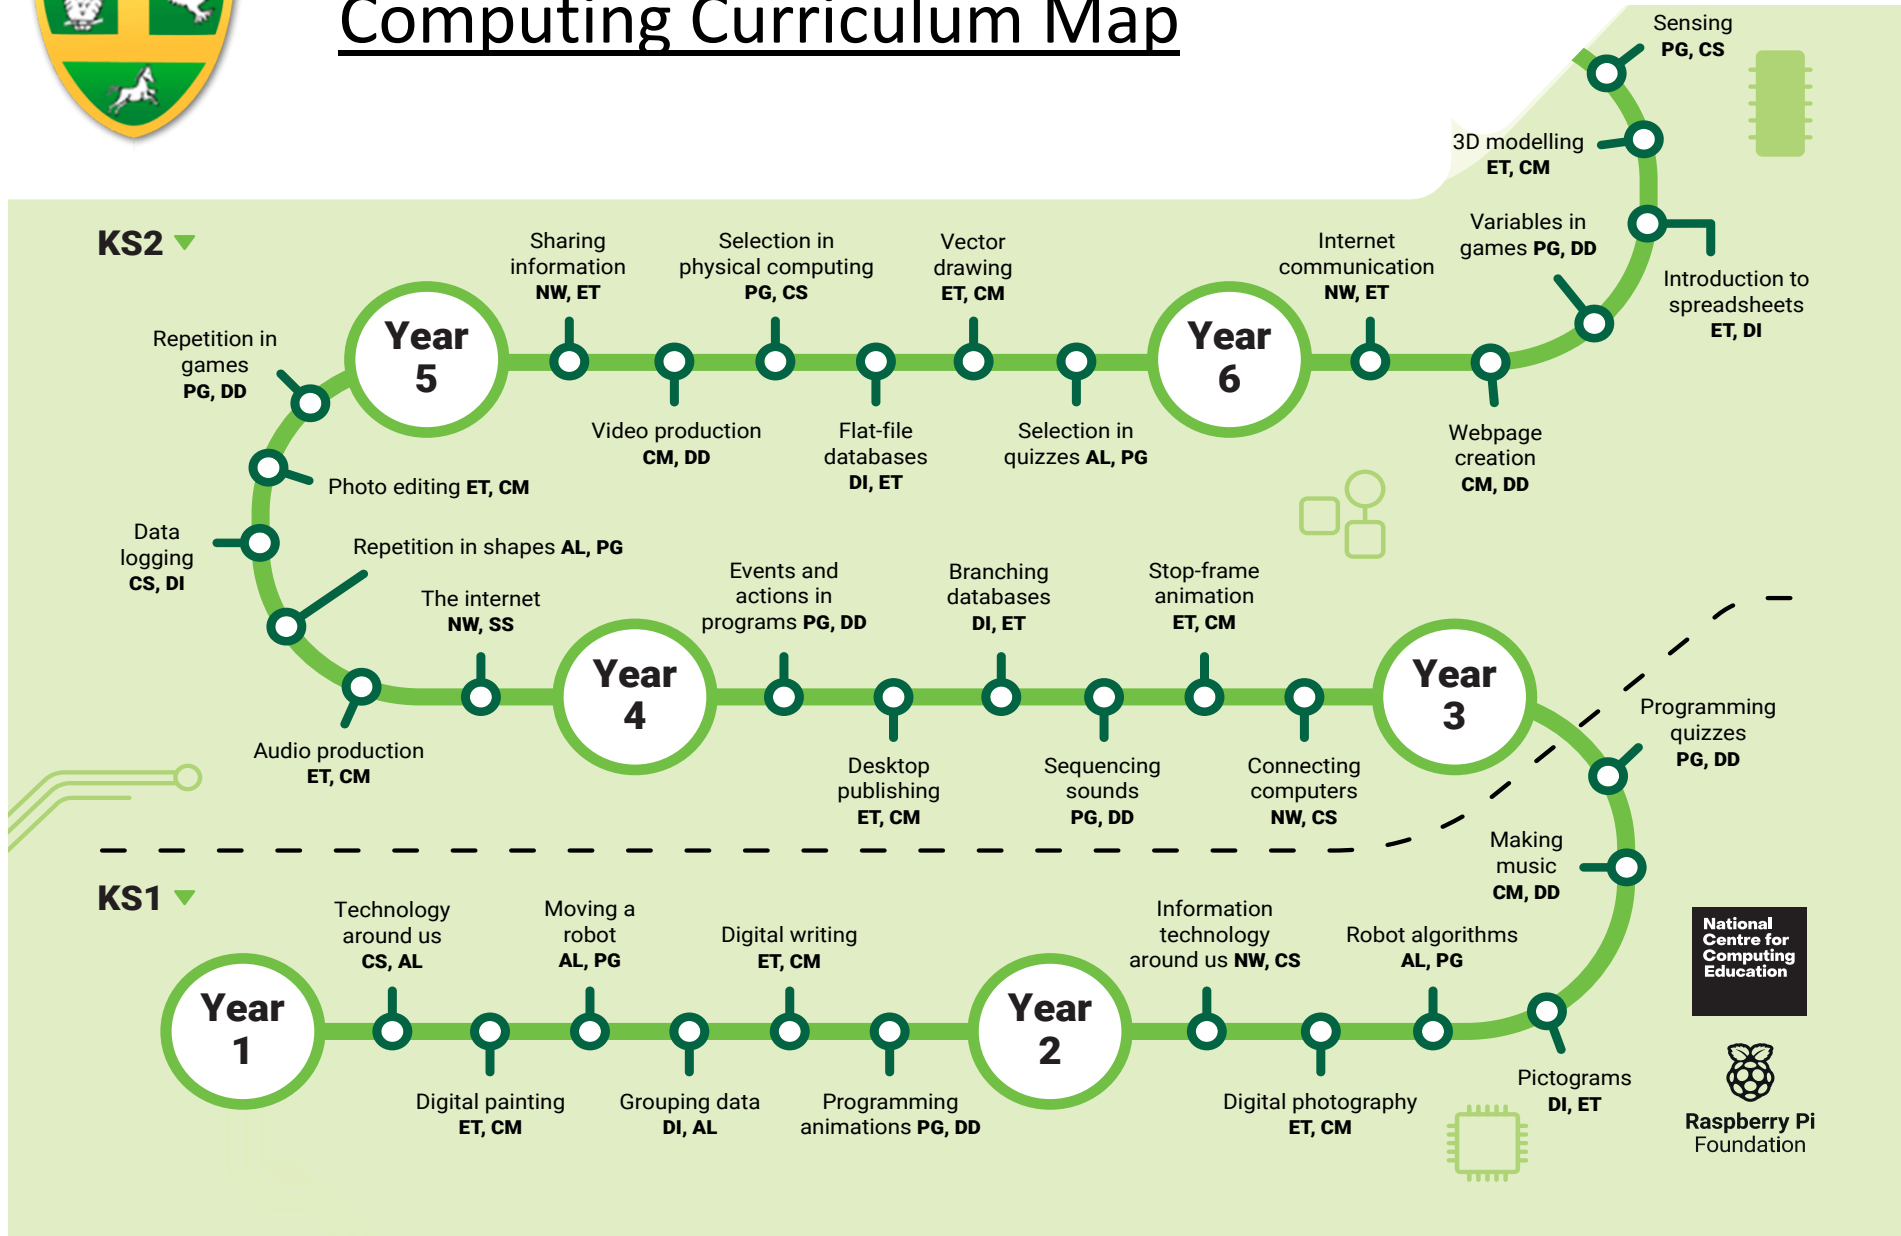 Computing Curriculum Map
Sensing
PG, CS
3D modelling
ET, CM
Variables in
games PG, DD
Introduction to
spreadsheets
ET, DI
KS2
Sharing
information
NW, ET
Selection in
physical computing
PG, CS
Vector
drawing
ET, CM
Internet
communication
NW, ET
Year
5
Year
6
Repetition in
games
PG, DD
Video production
CM, DD
Flat-file
databases
DI, ET
Selection in
quizzes AL, PG
Webpage
creation
CM, DD
Photo editing ET, CM
Data
logging
CS, DI
Repetition in shapes AL, PG
The internet
NW, SS
Events and
actions in
programs PG, DD
Branching
databases
DI, ET
Stop-frame
animation
ET, CM
Year
4
Year
3
Audio production
ET, CM
Desktop
publishing
ET, CM
Sequencing
sounds
PG, DD
Connecting
computers
NW, CS
Programming
quizzes
PG, DD
Making
music
CM, DD
KS1
Technology
around us
CS, AL
Moving a
robot
AL, PG
Digital writing
ET, CM
Information
technology
around us NW, CS
Robot algorithms
AL, PG
Year
1
Year
2
Digital painting
ET, CM
Grouping data
DI, AL
Programming
animations PG, DD
Digital photography
ET, CM
Pictograms
DI, ET
National
Centre for
Computing
Education
Raspberry Pi
Foundation